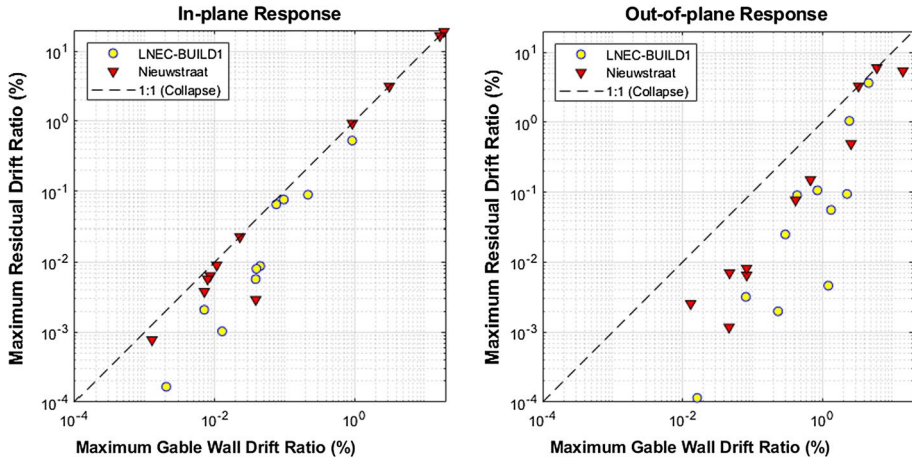 In-plane Response
Maximum Residual Drift Ratio (%)
10^1
10^0
10^-1
10^-2
10^-3
10^-4
LNEC-BUILD1
Nieuwstraat
1:1 (Collapse)
10^-4
10^-2
10^0
Maximum Gable Wall Drift Ratio (%)
Out-of-plane Response
Maximum Residual Drift Ratio (%)
10^1
10^0
10^-1
10^-2
10^-3
10^-4
LNEC-BUILD1
Nieuwstraat
1:1 (Collapse)
10^-4
10^-2
10^0
Maximum Gable Wall Drift Ratio (%)